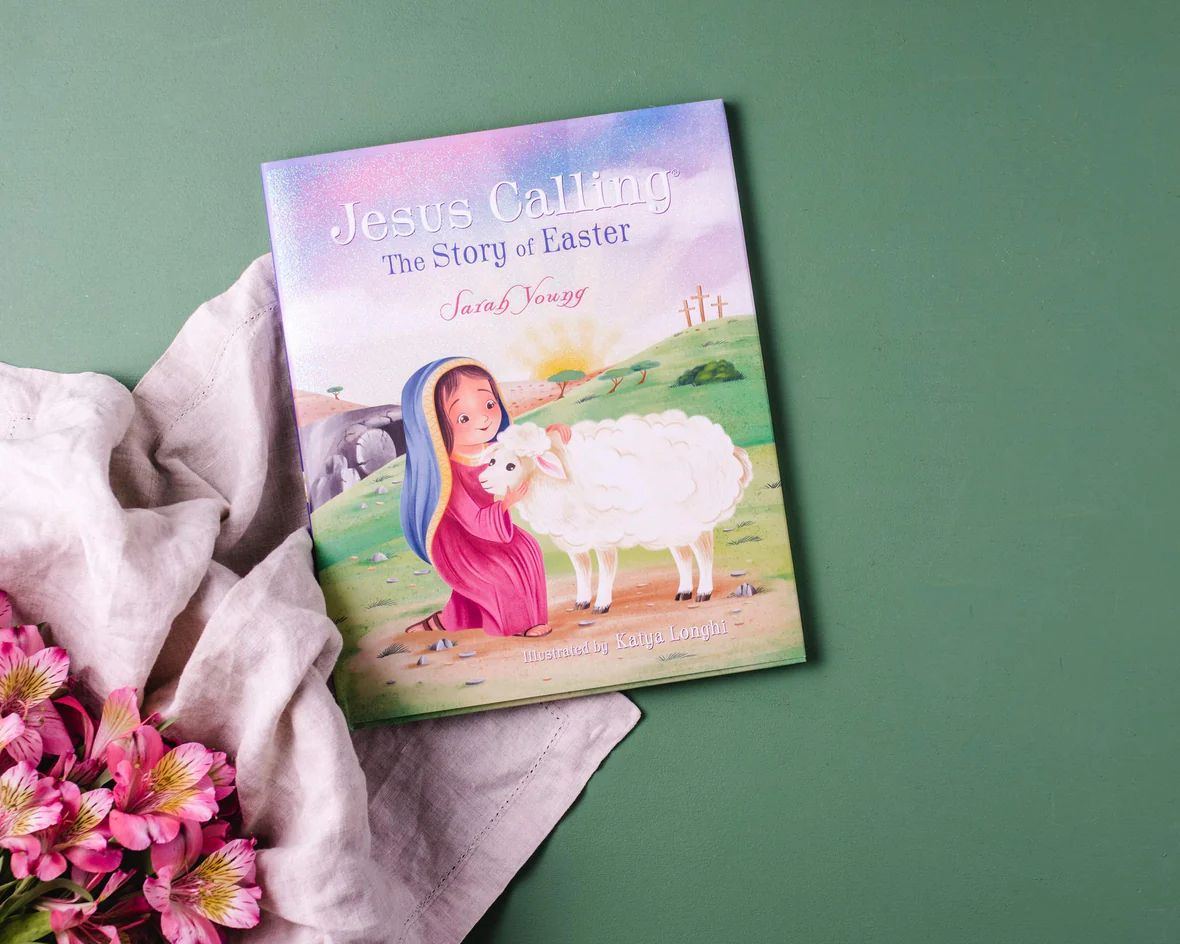 Jesus Calling®
The Story of Easter
Sarah Young
Illustrated by Katya Longhi